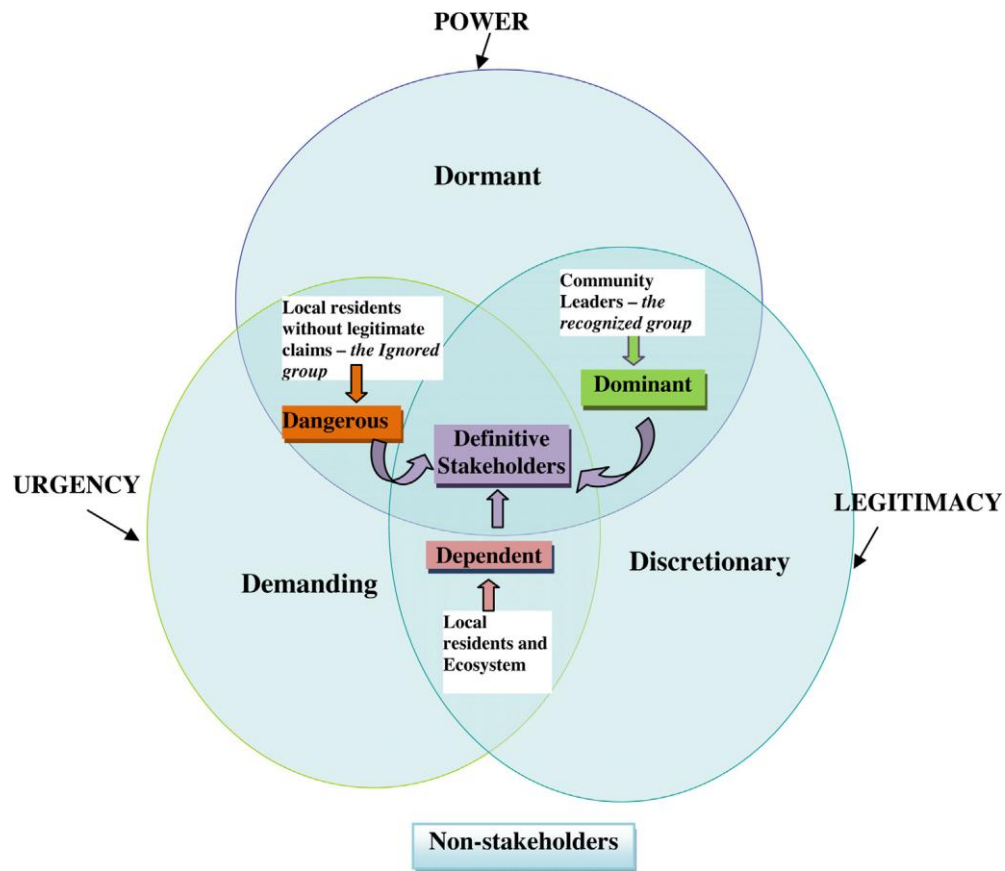 POWER
Dormant
Local residents
without legitimate
claims – the Ignored
group
Community
Leaders – the
recognized group
Dangerous
Dominant
Definitive
Stakeholders
URGENCY
LEGITIMACY
Demanding
Dependent
Discretionary
Local
residents and
Ecosystem
Non-stakeholders